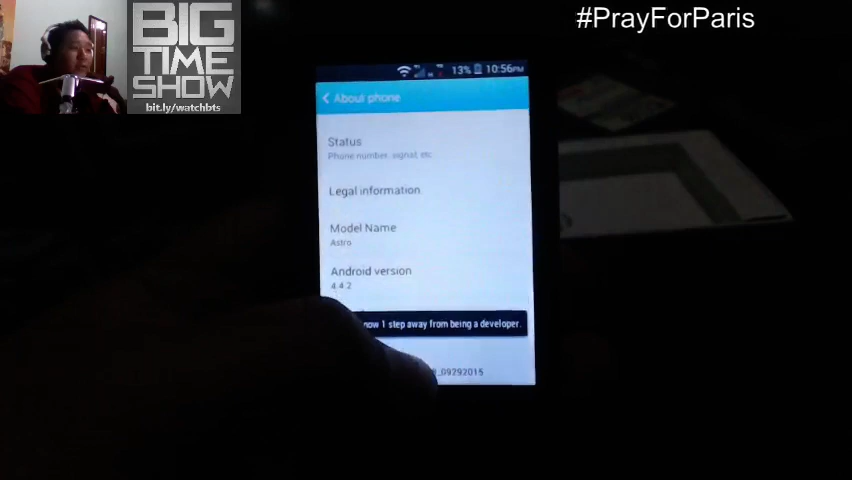 #PrayForParis
BIG
TIME
SHOW
bit.ly/watchbts
13% 10:56PM
About phone
Status
Phone number, signal, etc
Legal information
Model Name
Astro
Android version
4.4.2
now 1 step away from being a developer.
_09292015